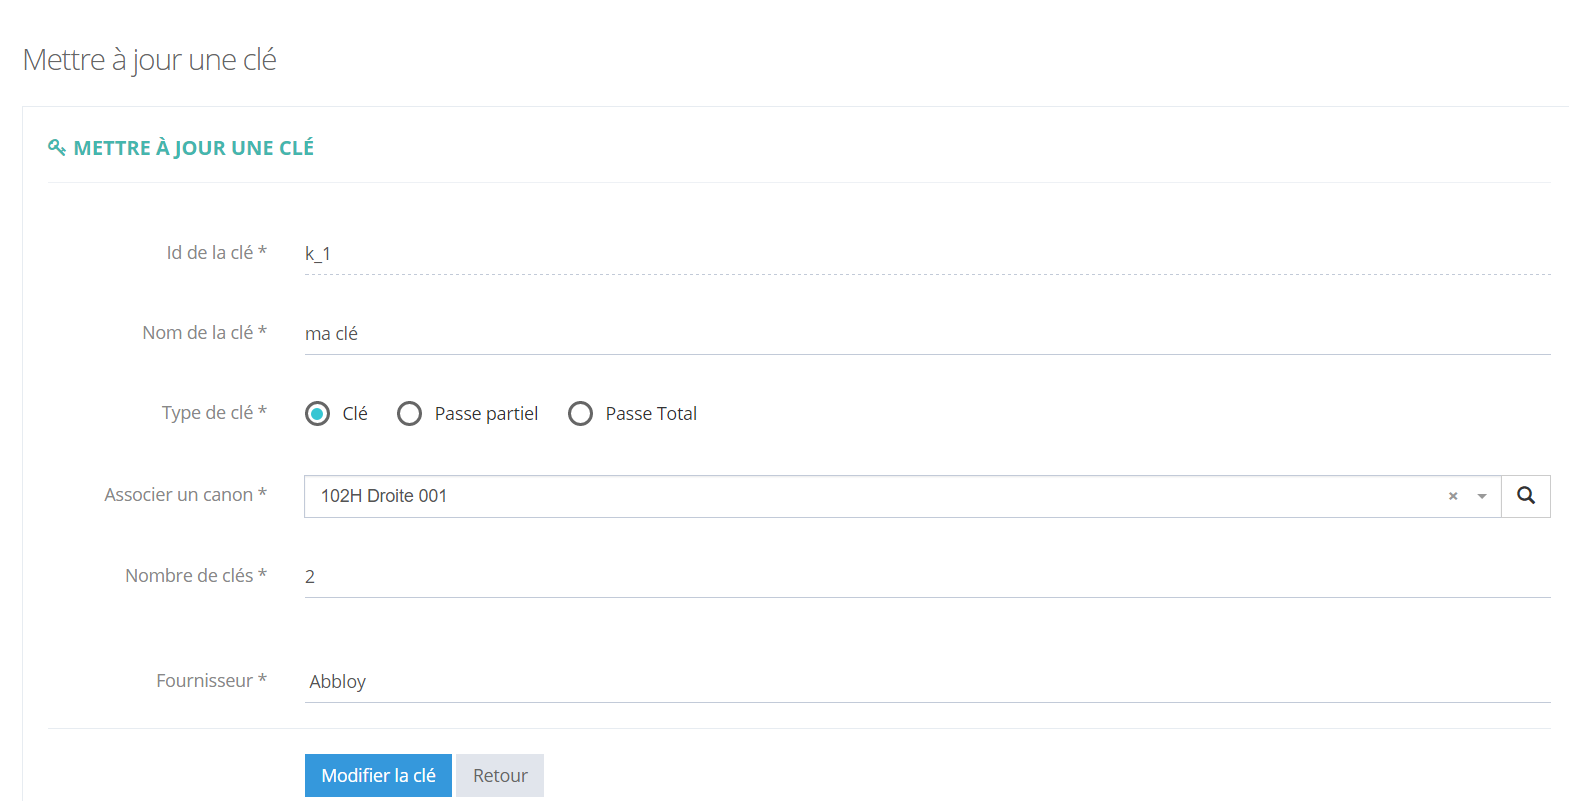 Mettre à jour une clé
METTRE À JOUR UNE CLÉ
Id de la clé * k_1
Nom de la clé * ma clé
Type de clé * Clé Passe partiel Passe Total
Associer un canon * 102H Droite 001 ×
Nombre de clés * 2
Fournisseur * Abbloy
Modifier la clé Retour